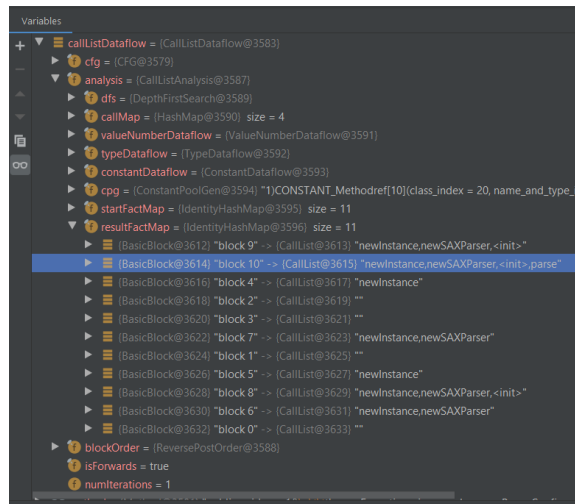 Variables
callListDataflow = {CallListDataflow@3583}
cfg = {CFG@3579}
analysis = {CallListAnalysis@3587}
dfs = {DepthFirstSearch@3589}
callMap = {HashMap@3590} size = 4
valueNumberDataflow = {ValueNumberDataflow@3591}
typeDataflow = {TypeDataflow@3592}
constantDataflow = {ConstantDataflow@3593}
cpg = {ConstantPoolGen@3594} "1)CONSTANT_Methodref[10](class_index = 20, name_and_type_i
startFactMap = {IdentityHashMap@3595} size = 11
resultFactMap = {IdentityHashMap@3596} size = 11
{BasicBlock@3612} "block 9" -> {CallList@3613} "newInstance,newSAXParser,<init>"
{BasicBlock@3614} "block 10" -> {CallList@3615} "newInstance,newSAXParser,<init>,parse"
{BasicBlock@3616} "block 4" -> {CallList@3617} "newInstance"
{BasicBlock@3618} "block 2" -> {CallList@3619} ""
{BasicBlock@3620} "block 3" -> {CallList@3621} ""
{BasicBlock@3622} "block 7" -> {CallList@3623} "newInstance,newSAXParser"
{BasicBlock@3624} "block 1" -> {CallList@3625} ""
{BasicBlock@3626} "block 5" -> {CallList@3627} "newInstance"
{BasicBlock@3628} "block 8" -> {CallList@3629} "newInstance,newSAXParser,<init>"
{BasicBlock@3630} "block 6" -> {CallList@3631} "newInstance,newSAXParser"
{BasicBlock@3632} "block 0" -> {CallList@3633} ""
blockOrder = {ReversePostOrder@3588}
isForwards = true
numIterations = 1